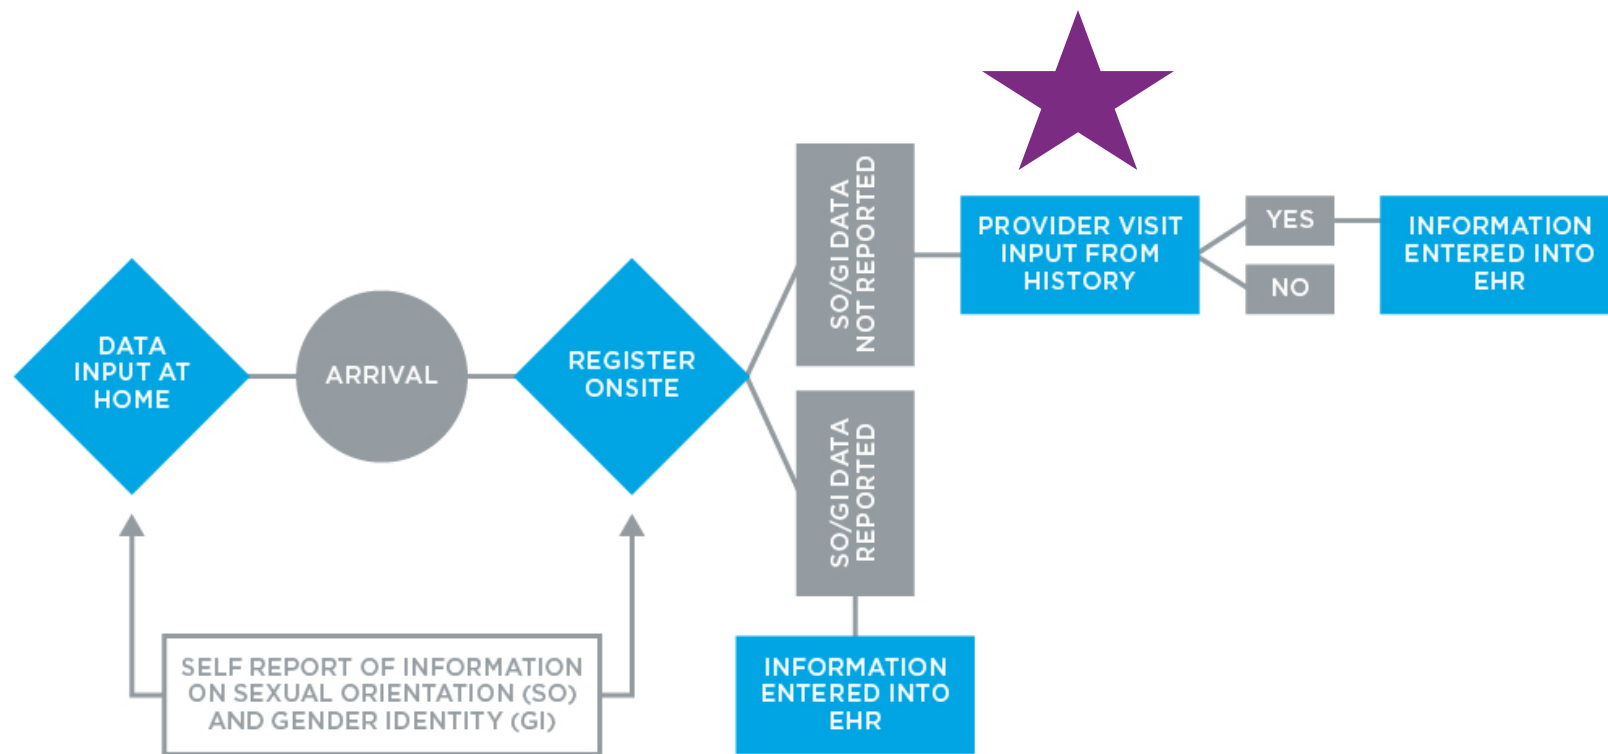 DATA
INPUT AT
HOME
ARRIVAL
REGISTER
ONSITE
SO/GI DATA
NOT REPORTED
SO/GI DATA
REPORTED
PROVIDER VISIT
INPUT FROM
HISTORY
YES
NO
INFORMATION
ENTERED INTO
EHR
SELF REPORT OF INFORMATION
ON SEXUAL ORIENTATION (SO)
AND GENDER IDENTITY (GI)
INFORMATION
ENTERED INTO
EHR